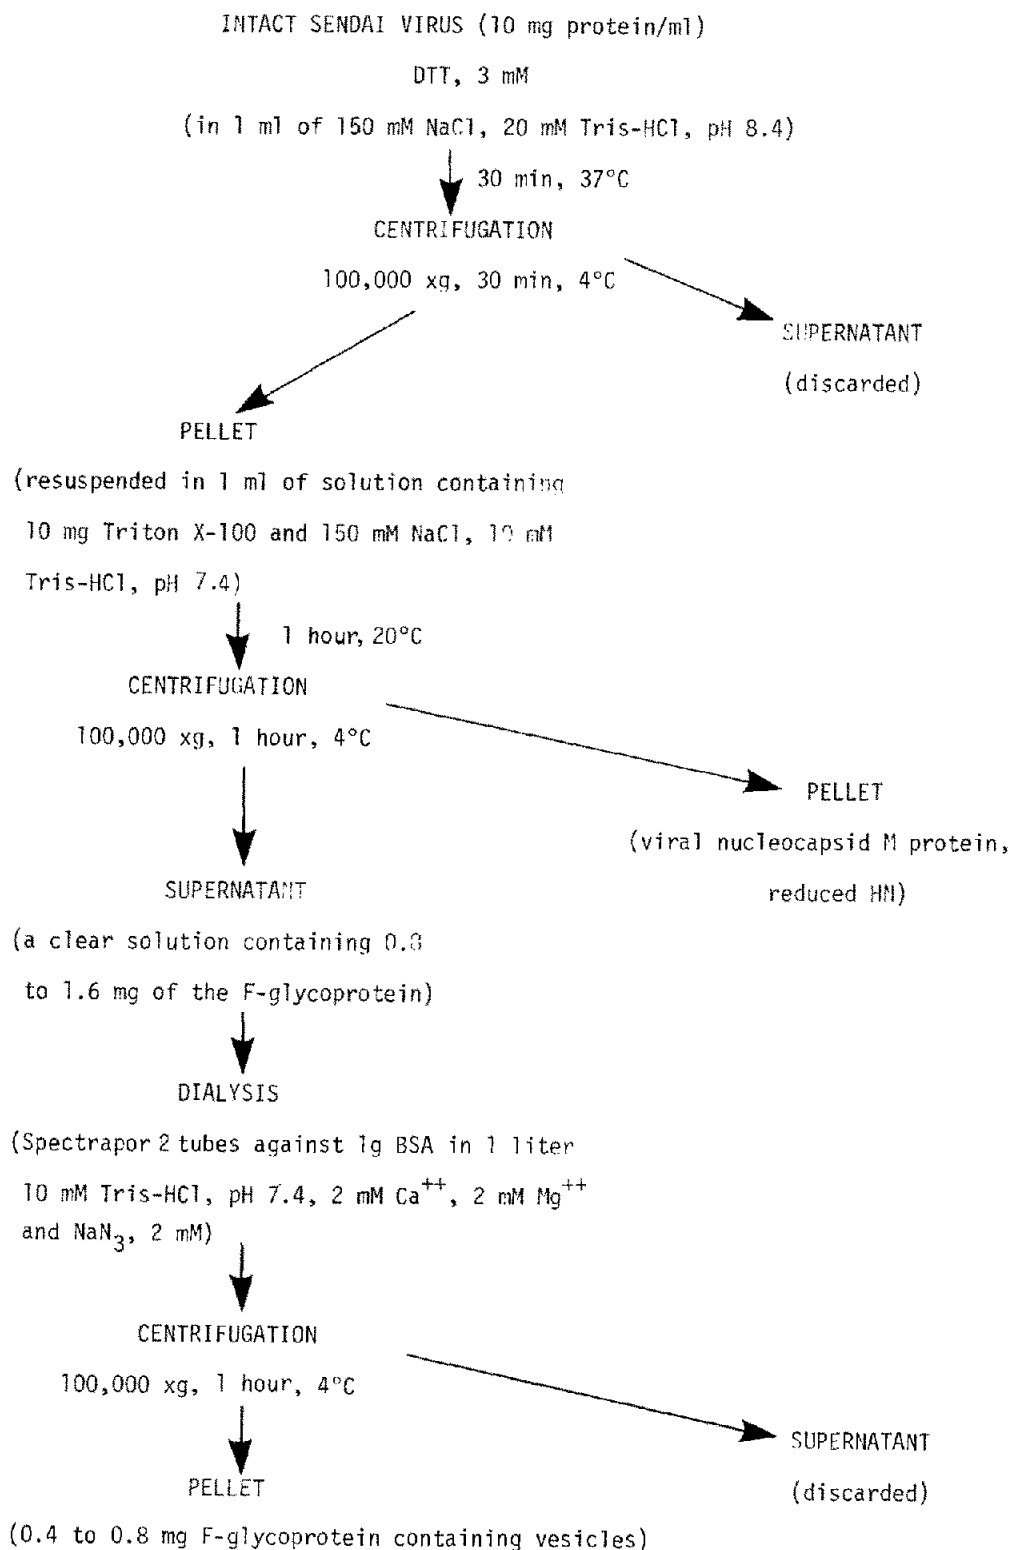 INTACT SENDAI VIRUS (10 mg protein/ml)
DTT, 3 mM
(in 1 ml of 150 mM NaCl, 20 mM Tris-HCl, pH 8.4)
30 min, 37°C
CENTRIFUGATION
100,000 xg, 30 min, 4°C
SUPERNATANT
(discarded)
PELLET
(resuspended in 1 ml of solution containing
10 mg Triton X-100 and 150 mM NaCl, 10 mM
Tris-HCl, pH 7.4)
1 hour, 20°C
CENTRIFUGATION
100,000 xg, 1 hour, 4°C
PELLET
(viral nucleocapsid M protein,
reduced HN)
SUPERNATANT
(a clear solution containing 0.8
to 1.6 mg of the F-glycoprotein)
DIALYSIS
(Spectrapor 2 tubes against 1g BSA in 1 liter
10 mM Tris-HCl, pH 7.4, 2 mM Ca++, 2 mM Mg++
and NaN3, 2 mM)
CENTRIFUGATION
100,000 xg, 1 hour, 4°C
SUPERNATANT
(discarded)
PELLET
(0.4 to 0.8 mg F-glycoprotein containing vesicles)